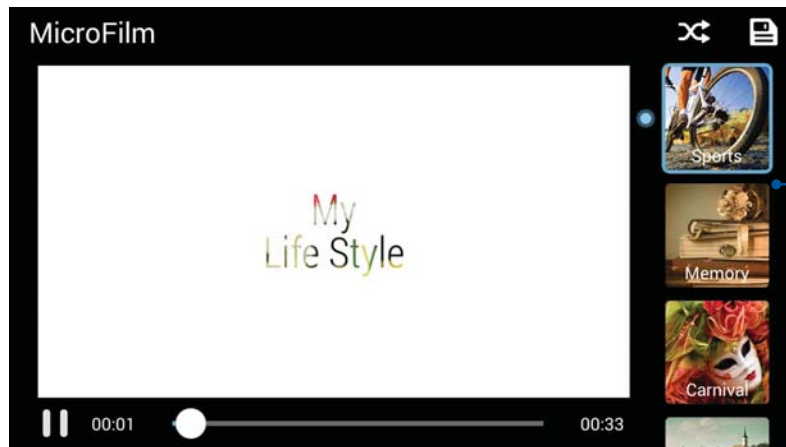 MicroFilm
My
Life Style
Sports
Memory
Carnival
00:01
00:33